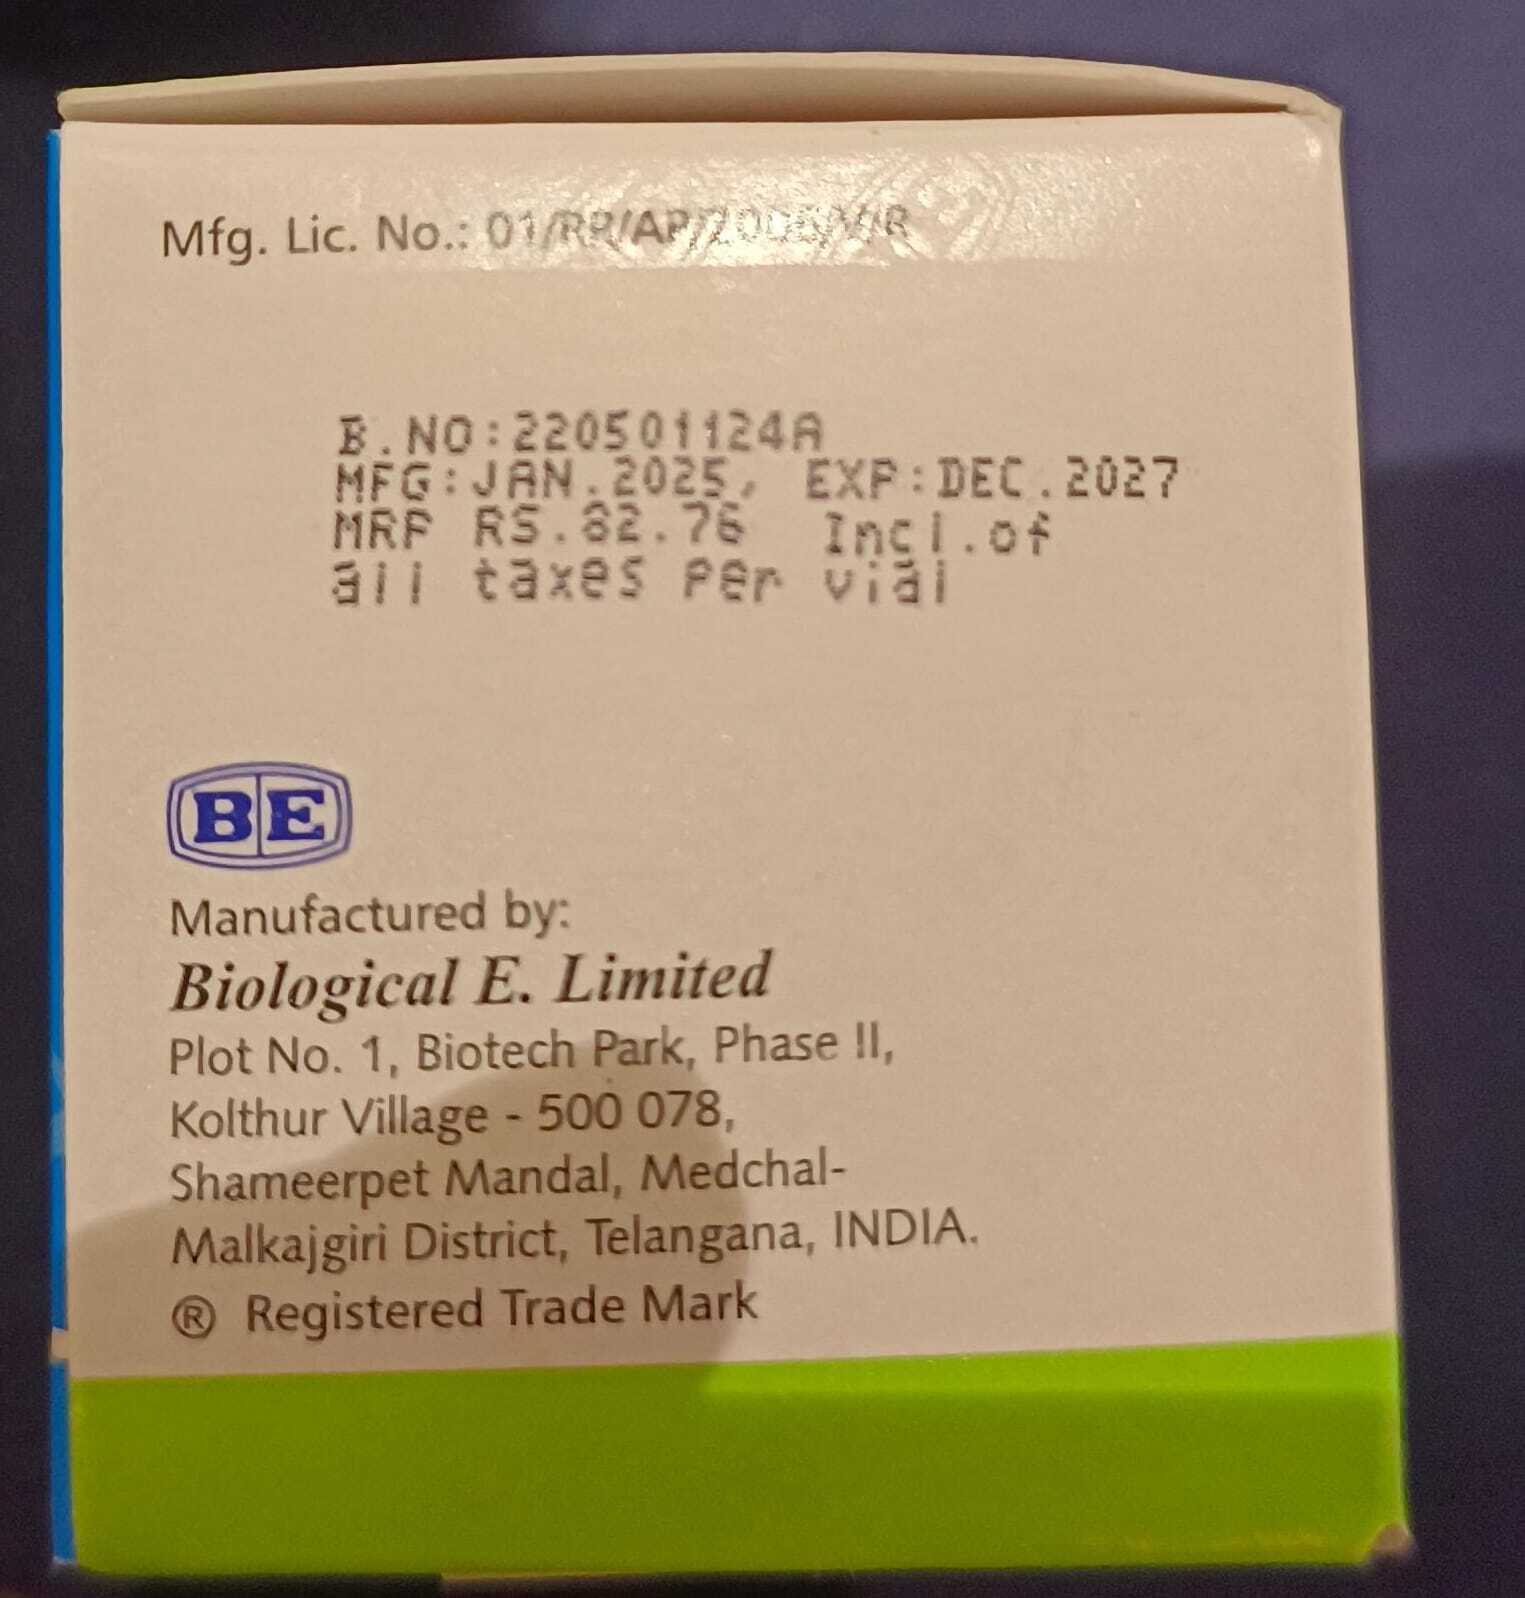 Mfg. Lic. No.: 01/RR/AP/2006/V/R
B.NO:220501124A
MFG:JAN.2025, EXP:DEC.2027
MRP RS.82.76 Incl.of
all taxes per vial
BE
Manufactured by:
Biological E. Limited
Plot No. 1, Biotech Park, Phase II,
Kolthur Village - 500 078,
Shameerpet Mandal, Medchal-
Malkajgiri District, Telangana, INDIA.
® Registered Trade Mark